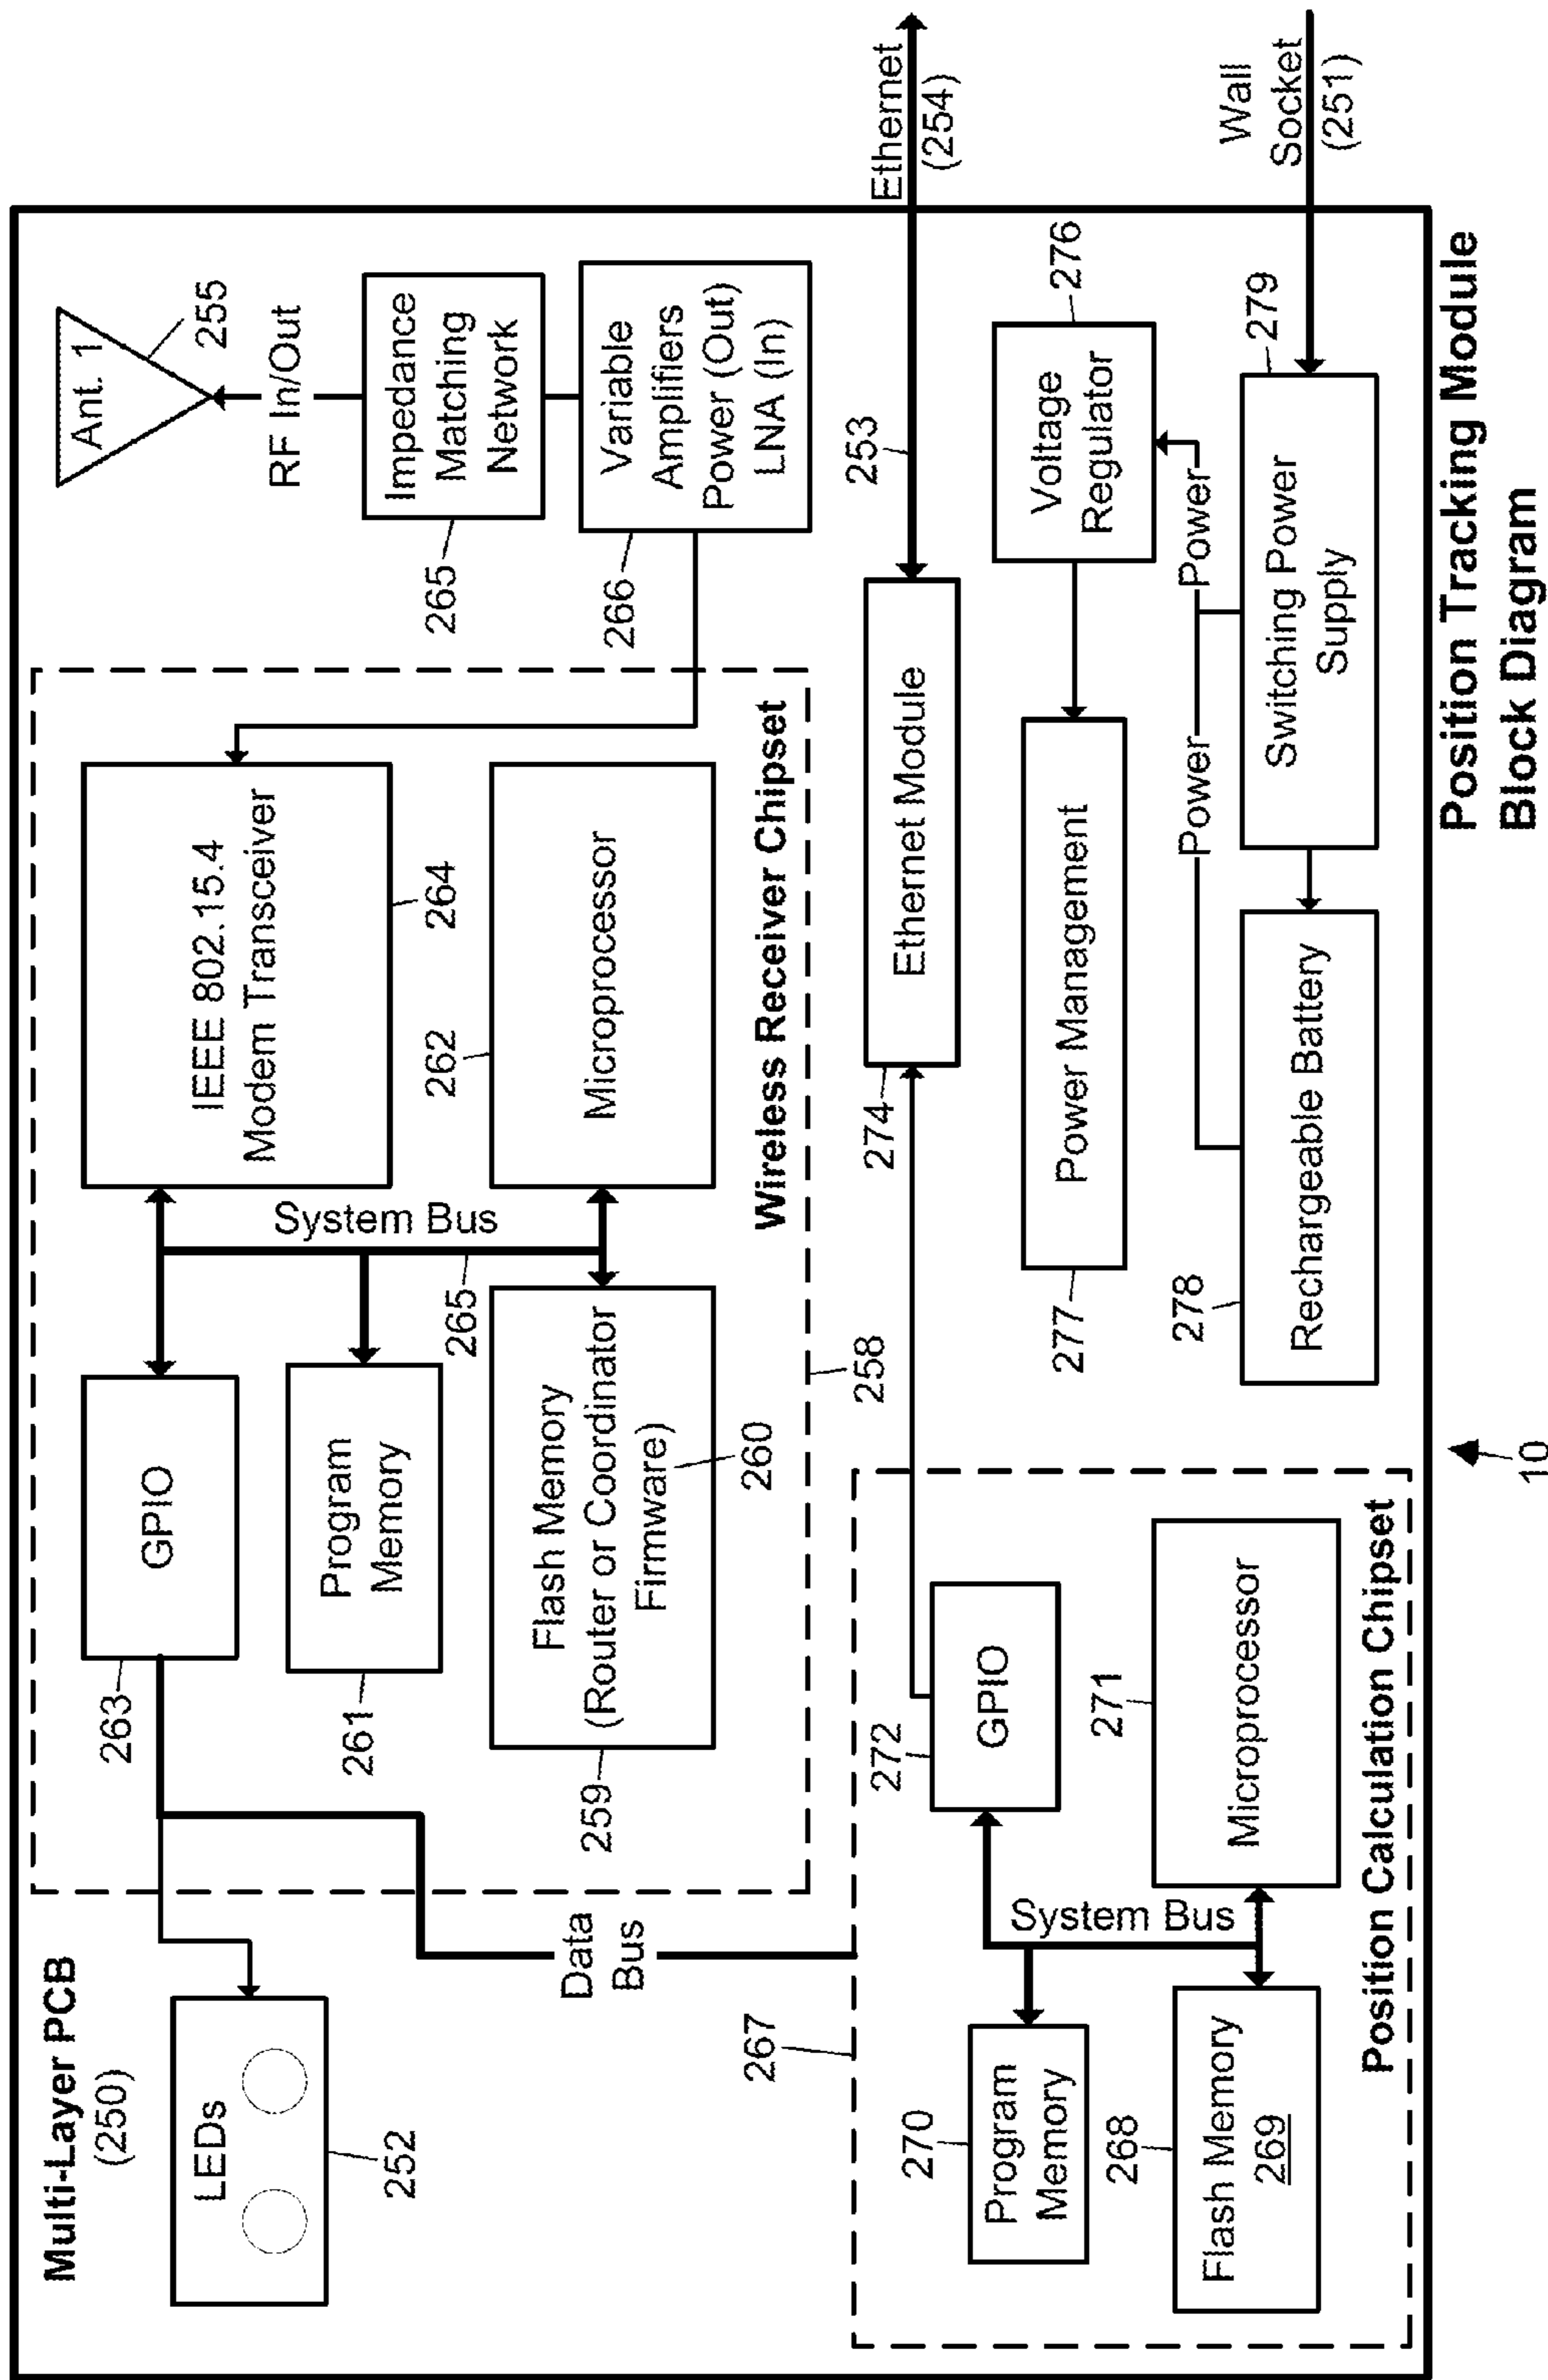 Multi-Layer PCB
(250)
LEDs
252
263
GPIO
261
Program
Memory
259
Flash Memory
(Router or Coordinator
Firmware)
260
System Bus
265
IEEE 802.15.4
Modem Transceiver
264
262
Microprocessor
Wireless Receiver Chipset
258
Ant. 1
255
RF In/Out
Impedance
Matching
Network
265
Variable
Amplifiers
Power (Out)
LNA (In)
266
Data
Bus
267
270
Program
Memory
268
Flash Memory
269
System Bus
272
GPIO
271
Microprocessor
Position Calculation Chipset
274
Ethernet Module
253
Ethernet
(254)
277
Power Management
Voltage
Regulator
276
278
Rechargeable Battery
Power
Power
Switching Power
Supply
279
Wall
Socket
(251)
10
Position Tracking Module
Block Diagram